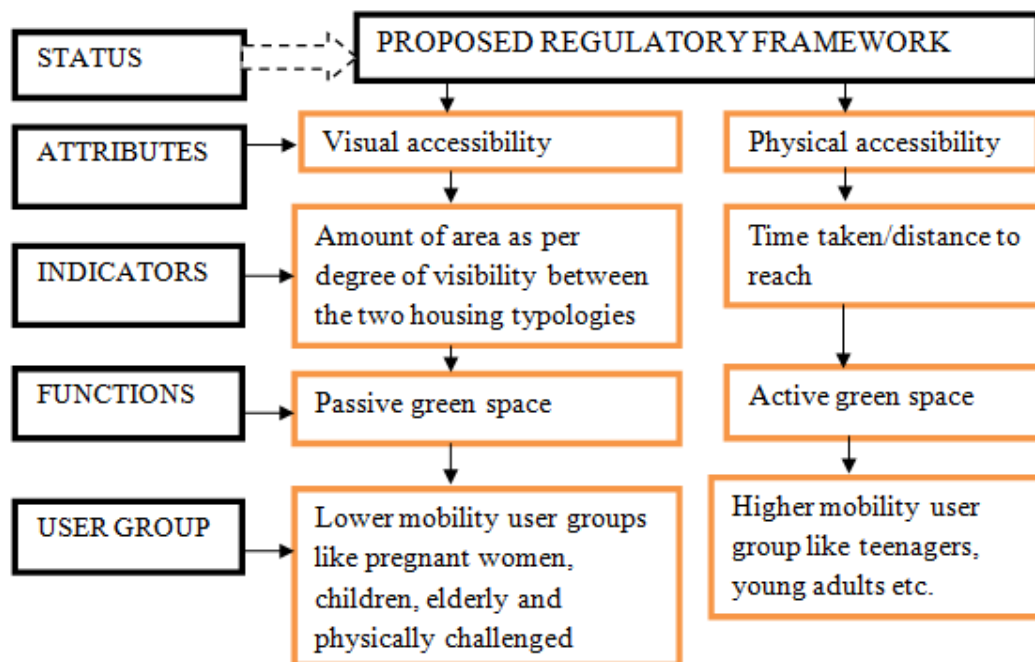 STATUS
PROPOSED REGULATORY FRAMEWORK
ATTRIBUTES
Visual accessibility
Physical accessibility
INDICATORS
Amount of area as per
degree of visibility between
the two housing typologies
Time taken/distance to
reach
FUNCTIONS
Passive green space
Active green space
USER GROUP
Lower mobility user groups
like pregnant women,
children, elderly and
physically challenged
Higher mobility user
group like teenagers,
young adults etc.